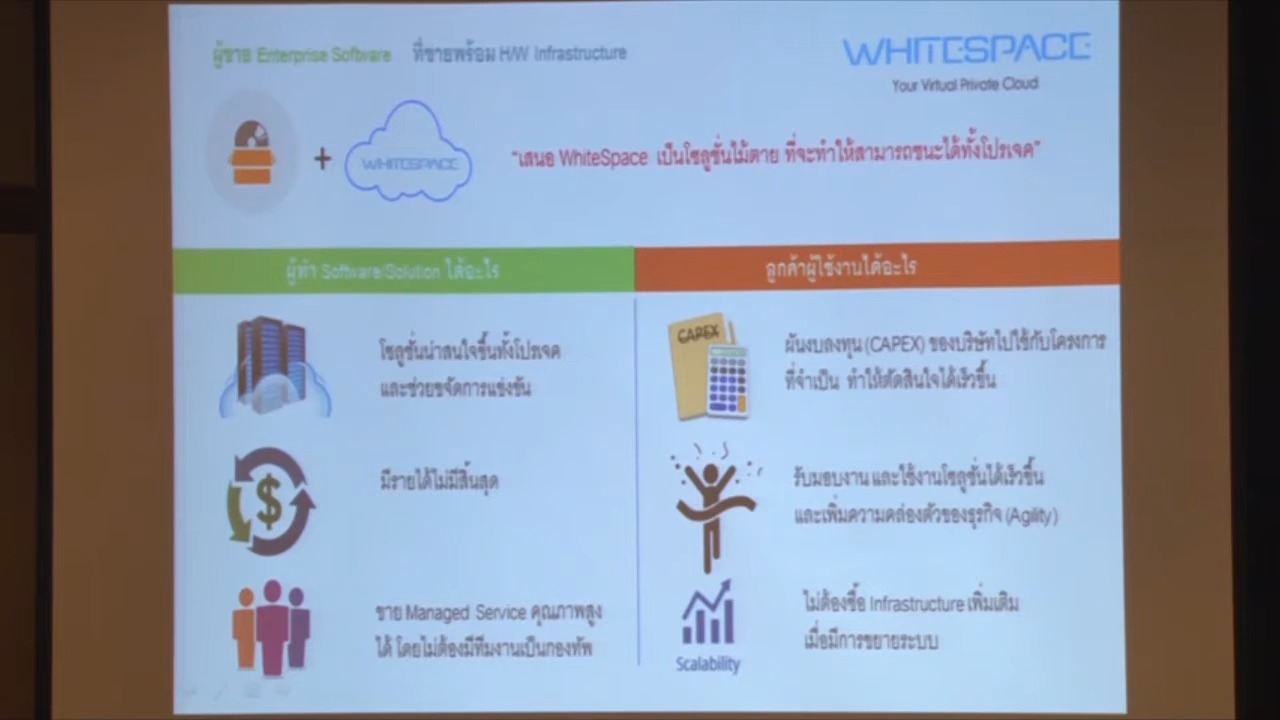 ผู้ขาย Enterprise Software ที่ขายพร้อม H/W Infrastructure
WHITESPACE
Your Virtual Private Cloud
+
WHITESPACE
“เสนอ WhiteSpace เป็นโซลูชั่นไม้ตาย ที่จะทำให้สามารถชนะได้ทั้งโปรเจค”
ผู้ทำ Software/Solution ได้อะไร
ลูกค้าผู้ใช้งานได้อะไร
โซลูชั่นน่าสนใจขึ้นทั้งโปรเจค
และช่วยขจัดการแข่งขัน
CAPEX
ผันงบลงทุน (CAPEX) ของบริษัทไปใช้กับโครงการ
ที่จำเป็น ทำให้ตัดสินใจได้เร็วขึ้น
$
มีรายได้ไม่มีสิ้นสุด
รับมอบงาน และใช้งานโซลูชั่นได้เร็วขึ้น
และเพิ่มความคล่องตัวของธุรกิจ (Agility)
ขาย Managed Service คุณภาพสูง
ได้ โดยไม่ต้องมีทีมงานเป็นกองทัพ
Scalability
ไม่ต้องซื้อ Infrastructure เพิ่มเติม
เมื่อมีการขยายระบบ